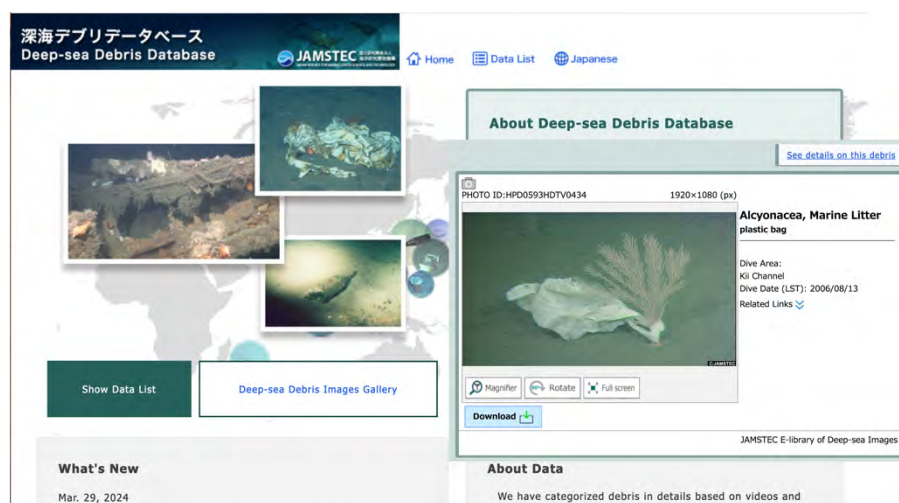 深海デブリデータベース
Deep-sea Debris Database
JAMSTEC
Home
Data List
Japanese
About Deep-sea Debris Database
See details on this debris
PHOTO ID:HPD0593HDTV0434
1920×1080 (px)
Alcyonacea, Marine Litter
plastic bag
Dive Area:
Kii Channel
Dive Date (LST): 2006/08/13
Related Links
© JAMSTEC
Magnifier
Rotate
Full screen
Download
JAMSTEC E-library of Deep-sea Images
Show Data List
Deep-sea Debris Images Gallery
What's New
Mar. 29, 2024
About Data
We have categorized debris in details based on videos and